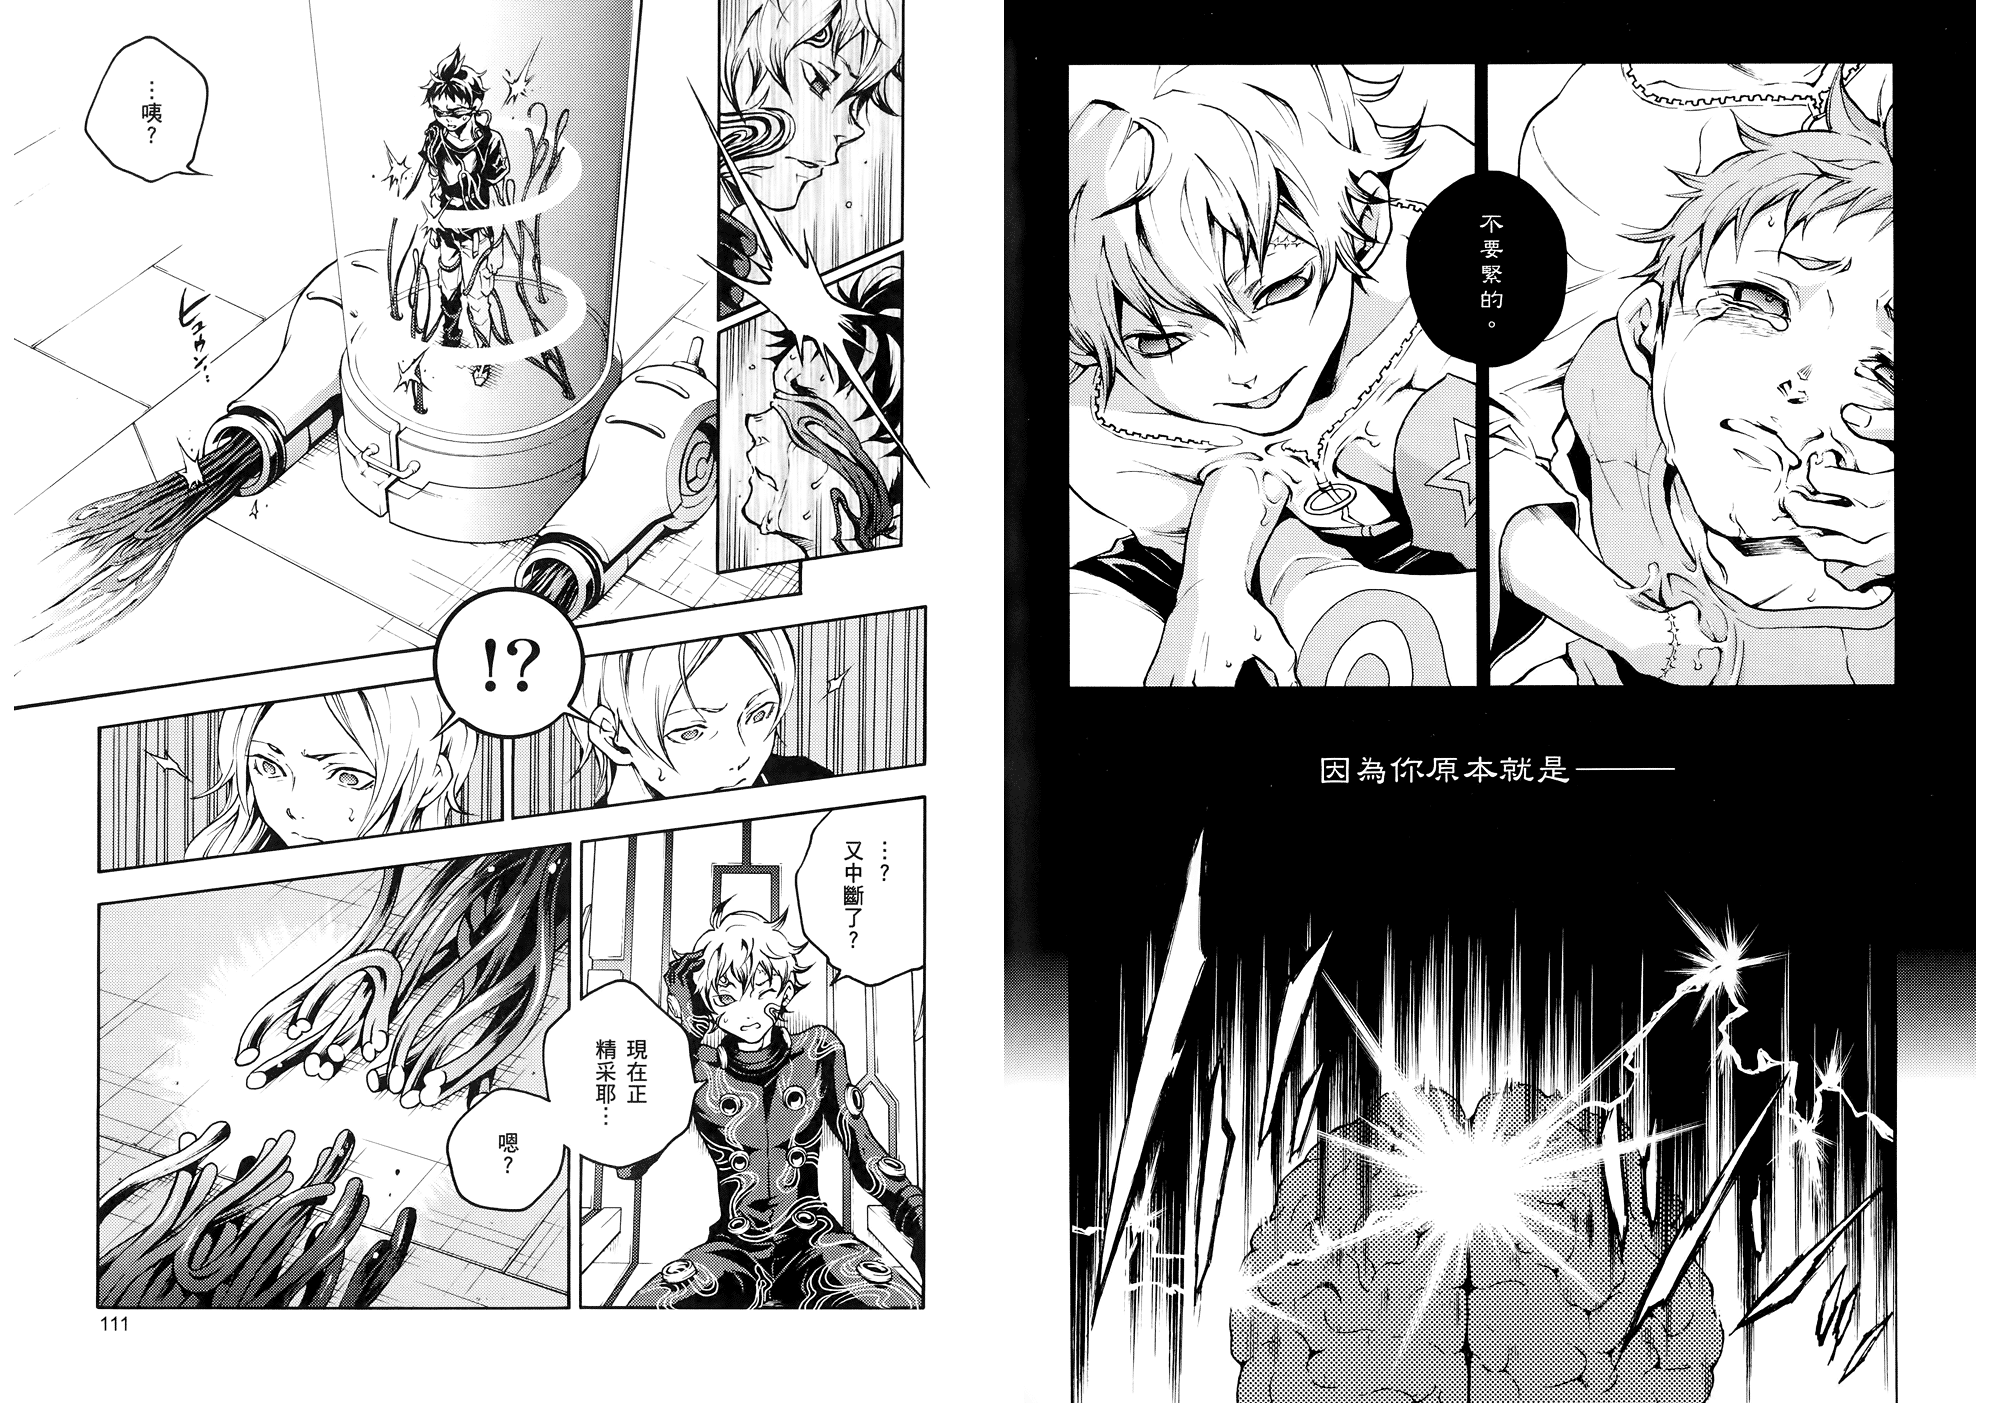 不要緊的。
因為你原本就是———
…咦？
ヒュウン…
!?
…？
又中斷了？
現在正
精采耶…
嗯？
111